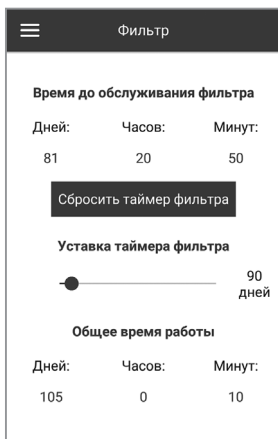 Фильтр
Время до обслуживания фильтра
Дней: Часов: Минут:
81 20 50
Сбросить таймер фильтра
Уставка таймера фильтра
90
дней
Общее время работы
Дней: Часов: Минут:
105 0 10